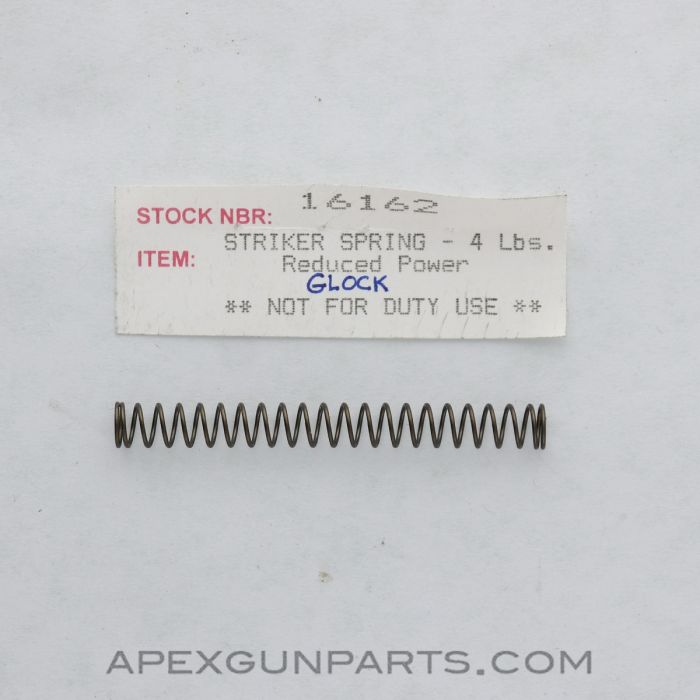 STOCK NBR: 16162
ITEM: STRIKER SPRING - 4 Lbs.
Reduced Power
GLOCK
** NOT FOR DUTY USE **
APEXGUNPARTS.COM